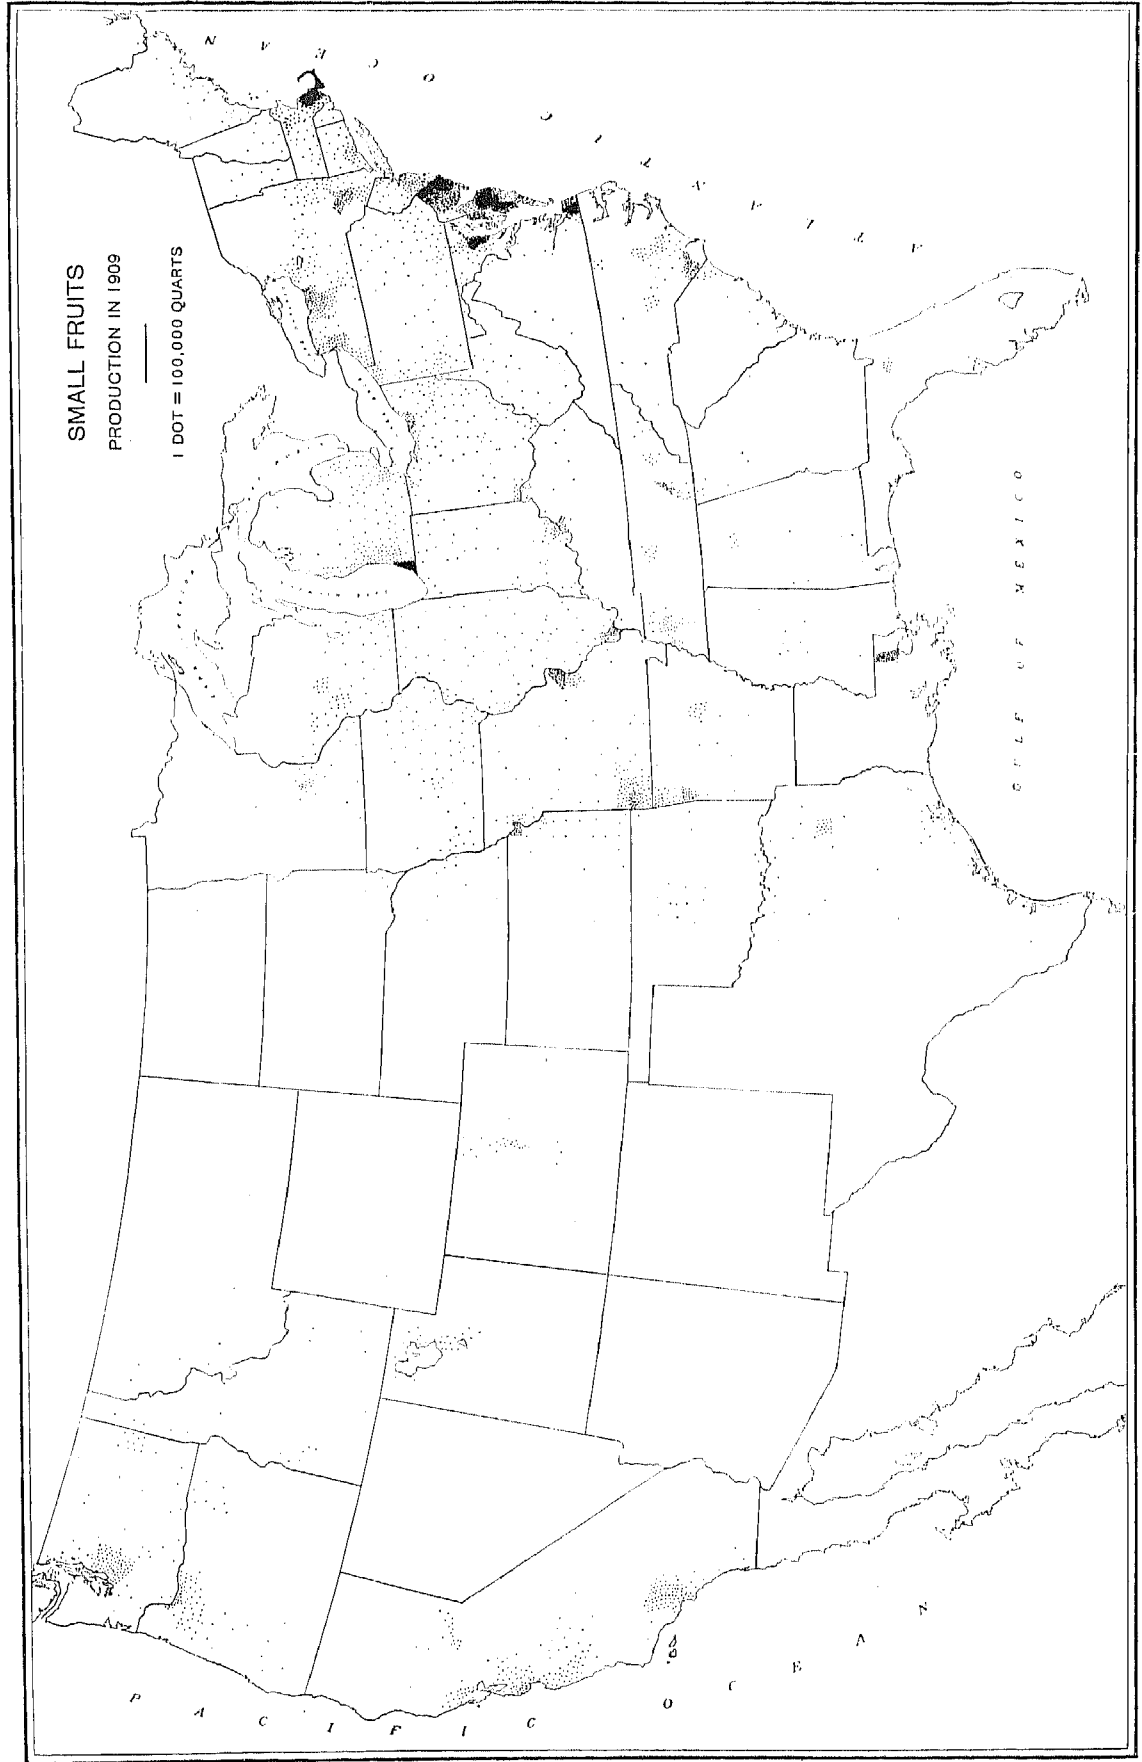 SMALL FRUITS
PRODUCTION IN 1909
1 DOT = 100,000 QUARTS
ATLANTIC OCEAN
GULF OF MEXICO
PACIFIC OCEAN